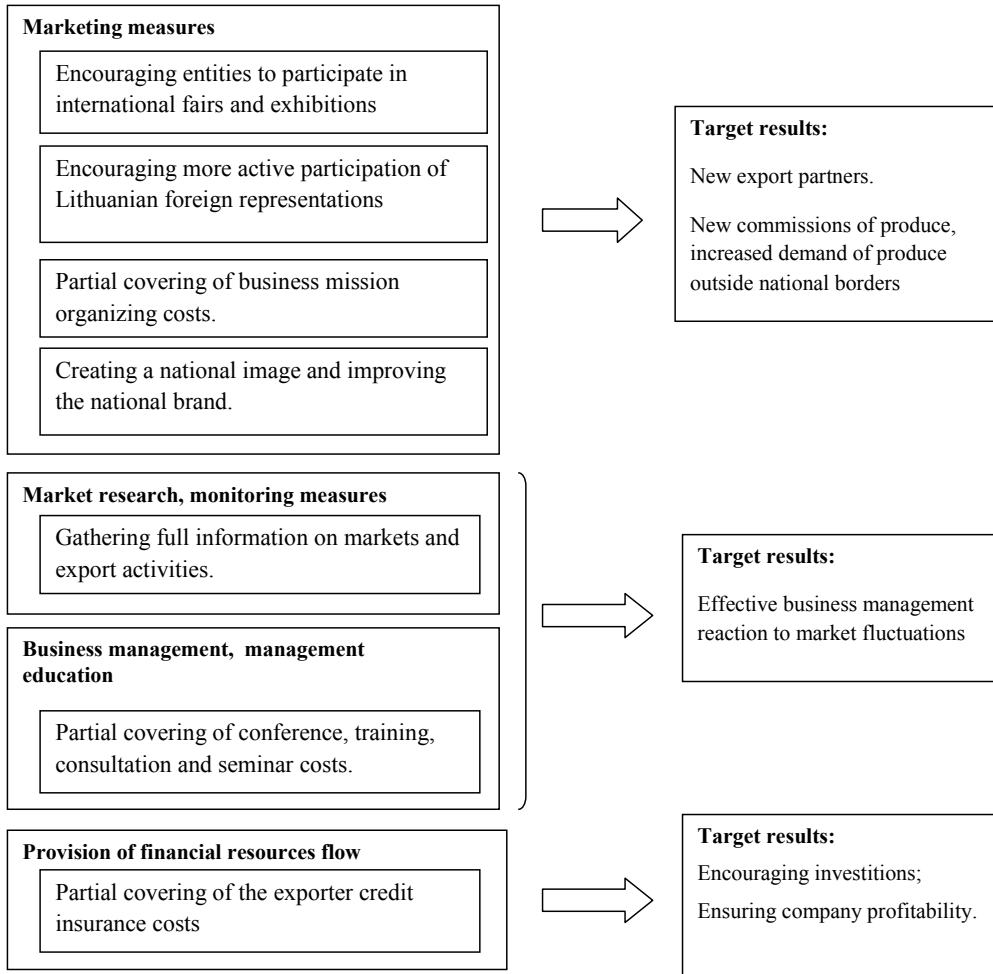 Marketing measures
Encouraging entities to participate in
international fairs and exhibitions
Encouraging more active participation of
Lithuanian foreign representations
Partial covering of business mission
organizing costs.
Creating a national image and improving
the national brand.
Target results:
New export partners.
New commissions of produce,
increased demand of produce
outside national borders
Market research, monitoring measures
Gathering full information on markets and
export activities.
Business management,  management
education
Partial covering of conference, training,
consultation and seminar costs.
Target results:
Effective business management
reaction to market fluctuations
Provision of financial resources flow
Partial covering of the exporter credit
insurance costs
Target results:
Encouraging investitions;
Ensuring company profitability.